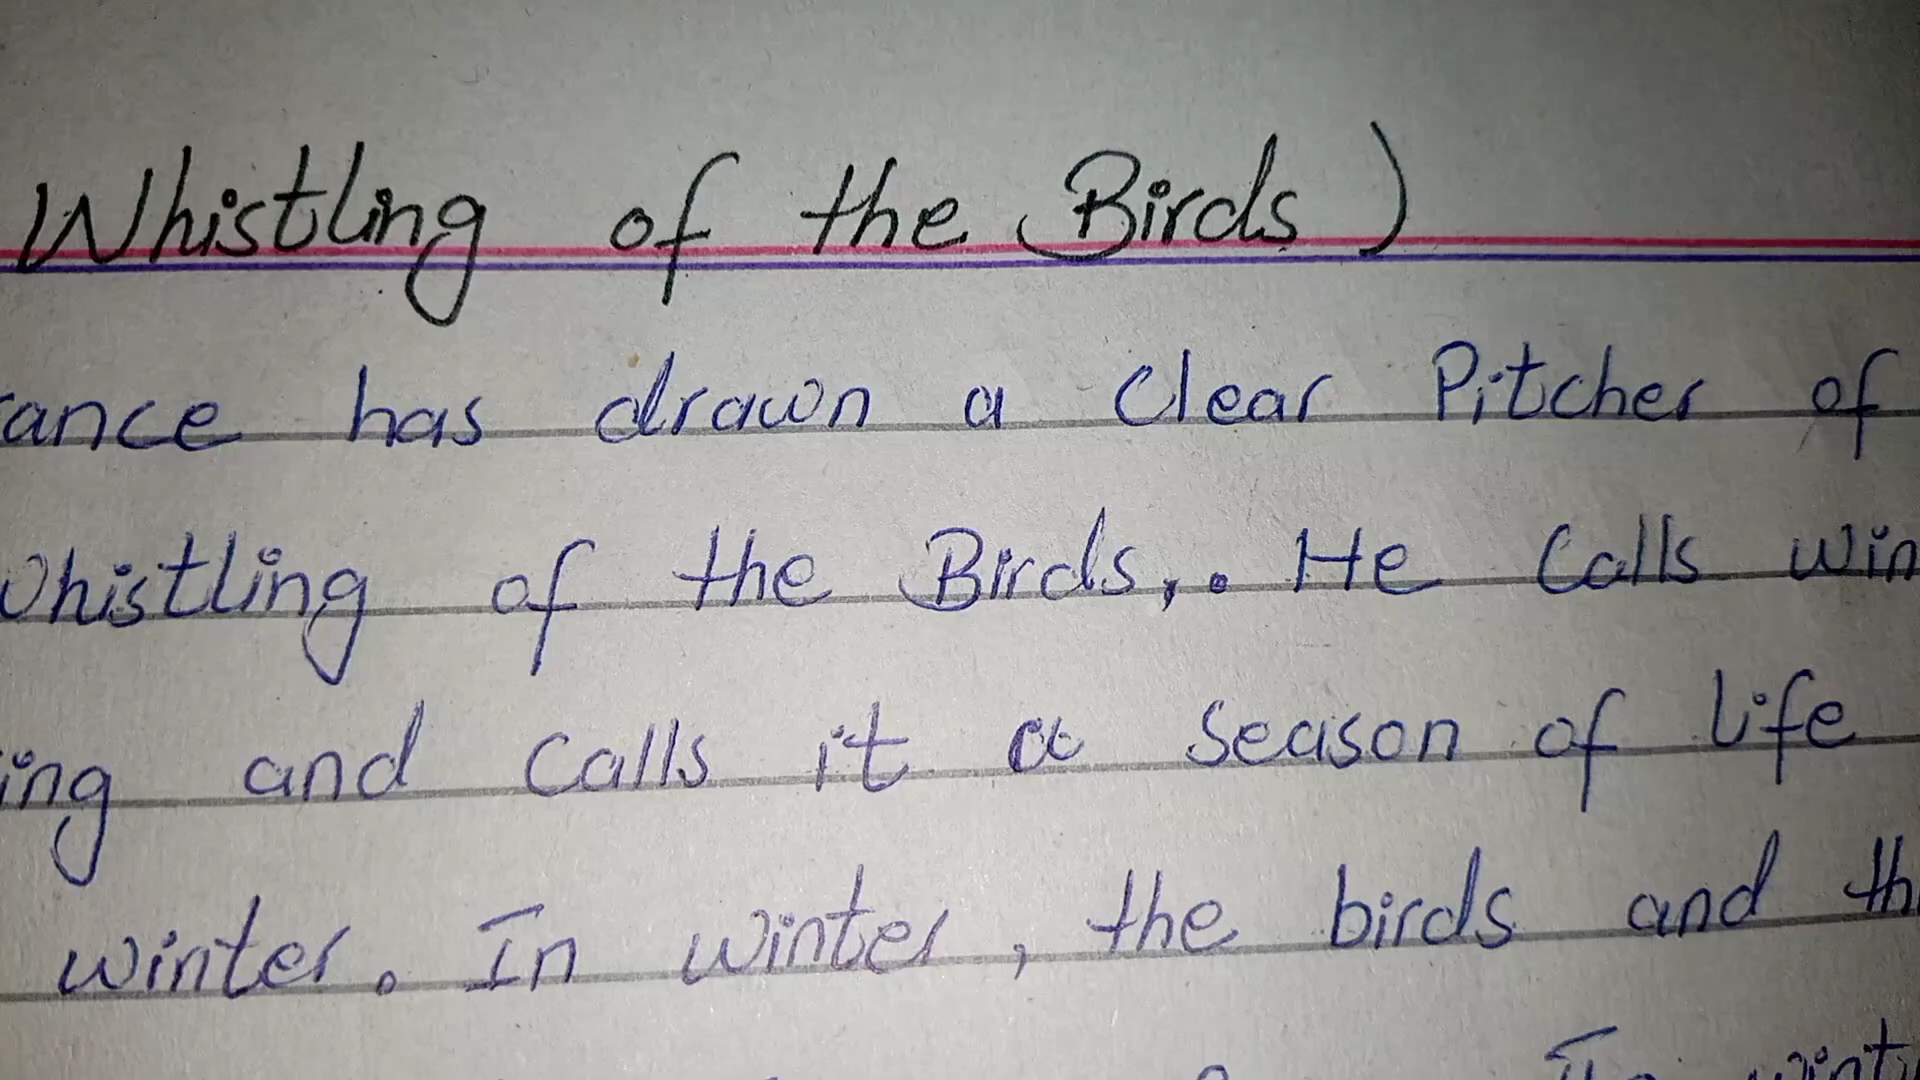 Whistling of the Birds)
rance has drawn a Clear Pitcher of
Whistling of the Birds,. He Calls win
ing and Calls it a season of life
winter. In winter, the birds and th